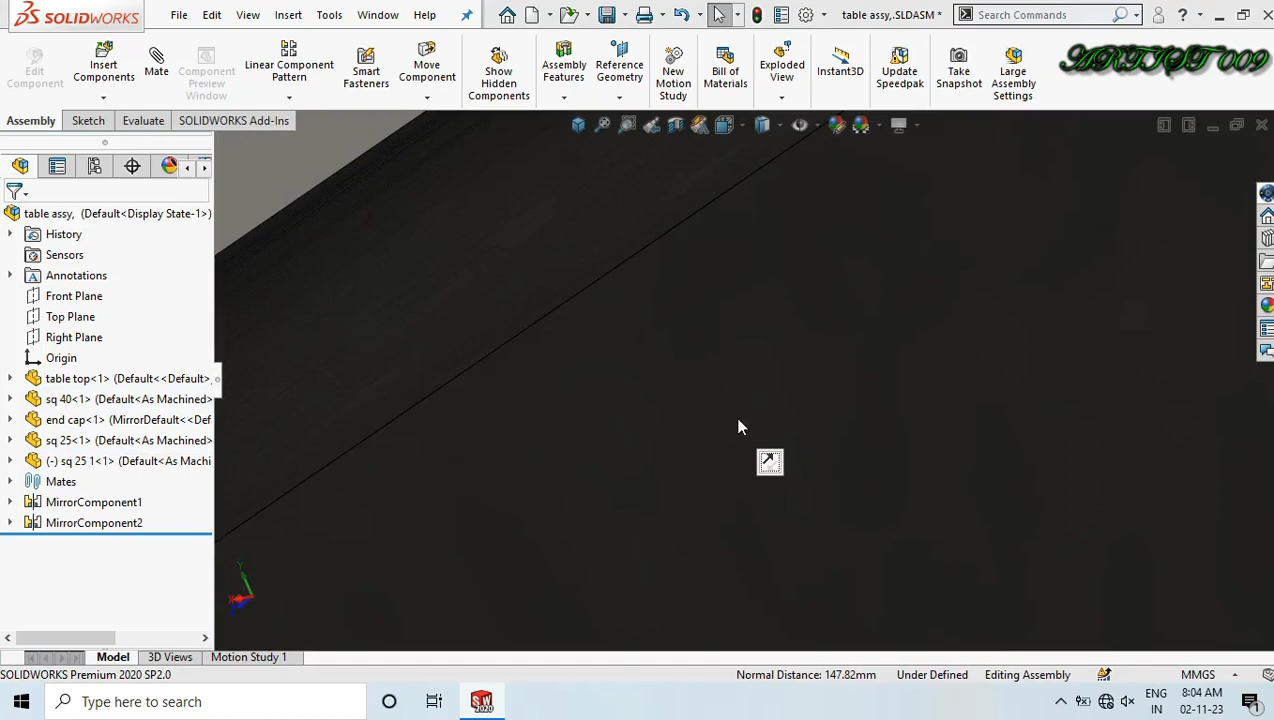 SOLIDWORKS File Edit View Insert Tools Window Help table assy,.SLDASM * Search Commands
Edit Component
Insert Components
Mate
Component Preview Window
Linear Component Pattern
Smart Fasteners
Move Component
Show Hidden Components
Assembly Features
Reference Geometry
New Motion Study
Bill of Materials
Exploded View
Instant3D
Update Speedpak
Take Snapshot
Large Assembly Settings
ARTIST 009
Assembly Sketch Evaluate SOLIDWORKS Add-Ins
table assy, (Default<Display State-1>)
History
Sensors
Annotations
Front Plane
Top Plane
Right Plane
Origin
table top<1> (Default<<Default>,
sq 40<1> (Default<As Machined>
end cap<1> (MirrorDefault<<Def
sq 25<1> (Default<As Machined>
(-) sq 25 1<1> (Default<As Machi
Mates
MirrorComponent1
MirrorComponent2
Y
X
Model 3D Views Motion Study 1
SOLIDWORKS Premium 2020 SP2.0 Normal Distance: 147.82mm Under Defined Editing Assembly MMGS
Type here to search
SW
2020
ENG
IN
8:04 AM
02-11-23
1